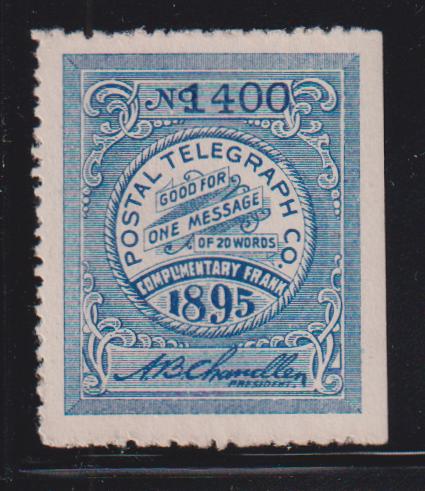 No 1400
POSTAL TELEGRAPH CO.
GOOD FOR
ONE MESSAGE
OF 20 WORDS
COMPLIMENTARY FRANK
1895
A.B. Chandler
PRESIDENT.